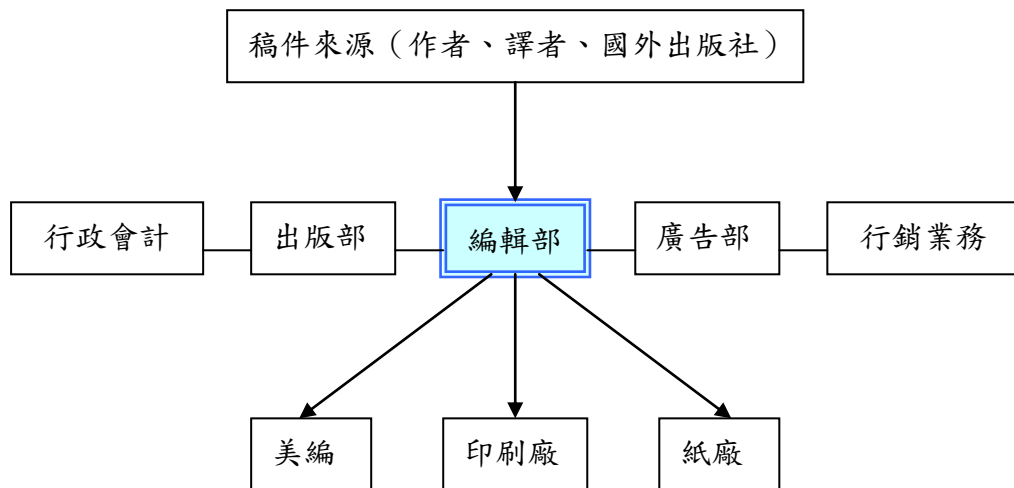 稿件來源（作者、譯者、國外出版社）
行政會計
出版部
編輯部
廣告部
行銷業務
美編
印刷廠
紙廠